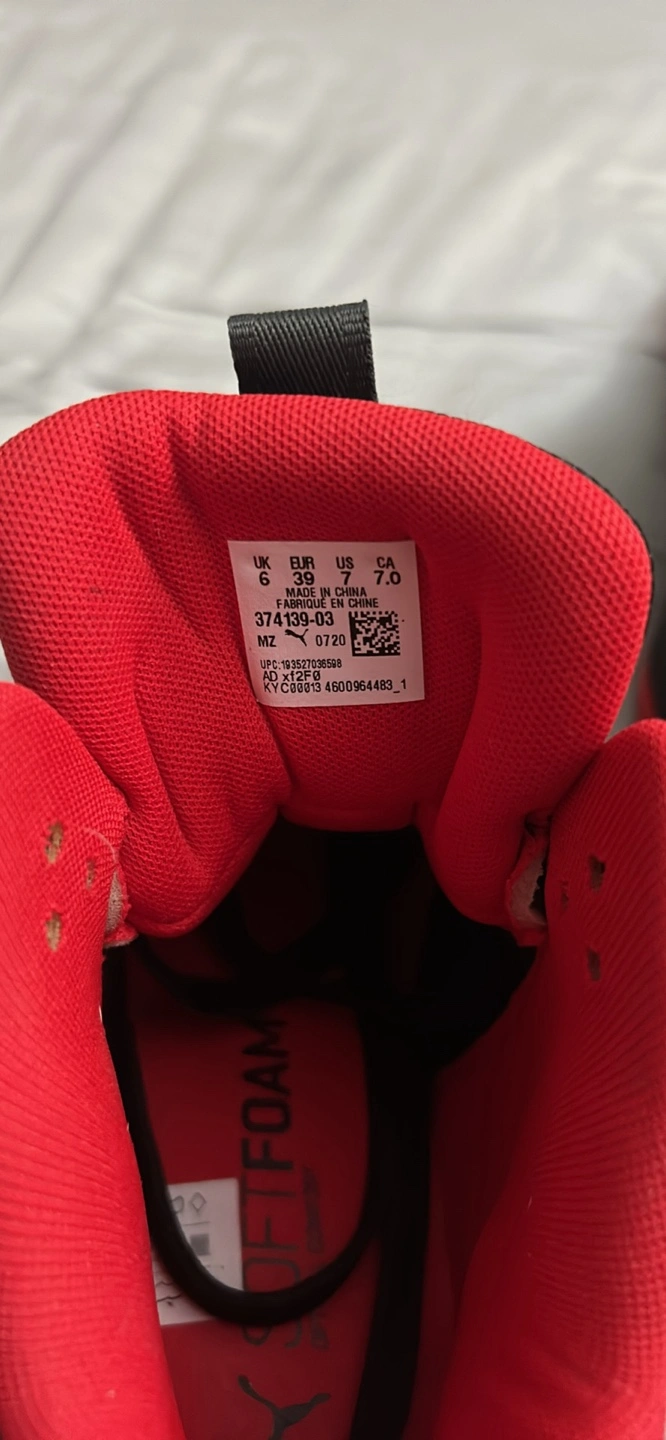 UK EUR US CA
6 39 7 7.0
MADE IN CHINA
FABRIQUÉ EN CHINE
374139-03
MZ 0720
UPC:193527036598
AD xf2F0
KYC00013 4600964483_1
SOFTFOAM